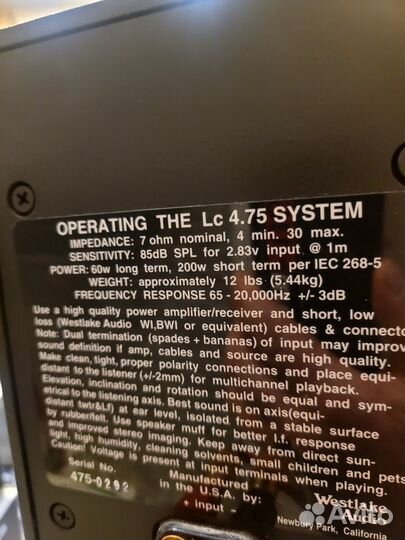 OPERATING THE Lc 4.75 SYSTEM
IMPEDANCE: 7 ohm nominal, 4 min. 30 max.
SENSITIVITY: 85dB SPL for 2.83v input @ 1m
POWER: 60w long term, 200w short term per IEC 268-5
WEIGHT: approximately 12 lbs (5.44kg)
FREQUENCY RESPONSE 65 - 20,000Hz +/- 3dB
Use a high quality power amplifier/receiver and short, low
loss (Westlake Audio WI,BWI or equivalent) cables & connecto
Note: Dual termination (spades + bananas) of input may improv
sound definition if amp, cables and source are high quality.
Make clean, tight, proper polarity connections and place equi-
distant to the listener (+/-2mm) for multichannel playback.
Elevation, inclination and rotation should be equal and sym-
etrical to the listening axis. Best sound is on axis(equi-
distant twtr&Lf) at ear level, isolated from a stable surface
by rubberfeet. Use speaker muff for better l.f. response
and improved stereo imaging. Keep away from direct sun-
light, high humidity, cleaning solvents, small children and pets
Caution! Voltage is present at input terminals when playing.
Serial No.
475-0292
Manufactured
in the U.S.A. by:
+ input -
Westlake
Audio
Newbury Park, California
Avito